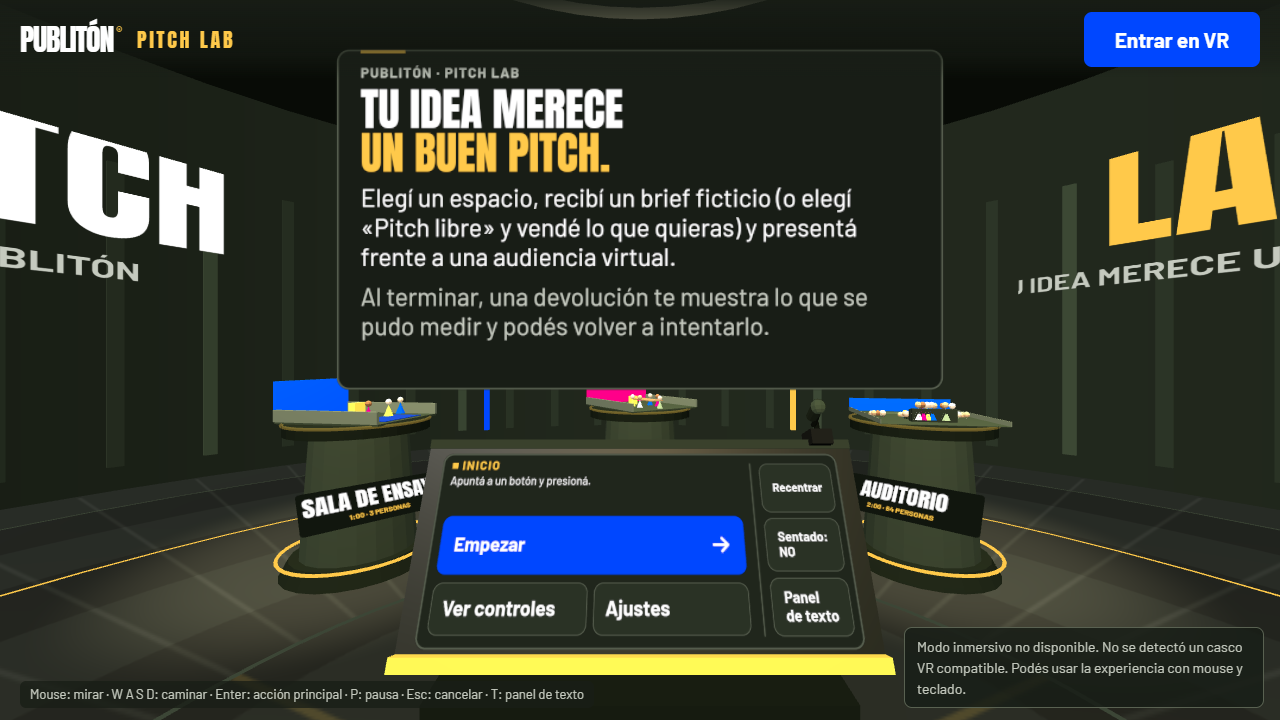 PUBLITÓN® PITCH LAB
Entrar en VR
PUBLITÓN · PITCH LAB
TU IDEA MERECE
UN BUEN PITCH.
Elegí un espacio, recibí un brief ficticio (o elegí
«Pitch libre» y vendé lo que quieras) y presentá
frente a una audiencia virtual.
Al terminar, una devolución te muestra lo que se
pudo medir y podés volver a intentarlo.
TCH
BLITÓN
LA
U IDEA MERECE U
SALA DE ENSAY
1:00 · 3 PERSONAS
AUDITORIO
2:00 · 64 PERSONAS
INICIO
Apuntá a un botón y presioná.
Empezar →
Ver controles
Ajustes
Recentrar
Sentado:
NO
Panel
de texto
Modo inmersivo no disponible. No se detectó un casco
VR compatible. Podés usar la experiencia con mouse y
teclado.
Mouse: mirar · W A S D: caminar · Enter: acción principal · P: pausa · Esc: cancelar · T: panel de texto